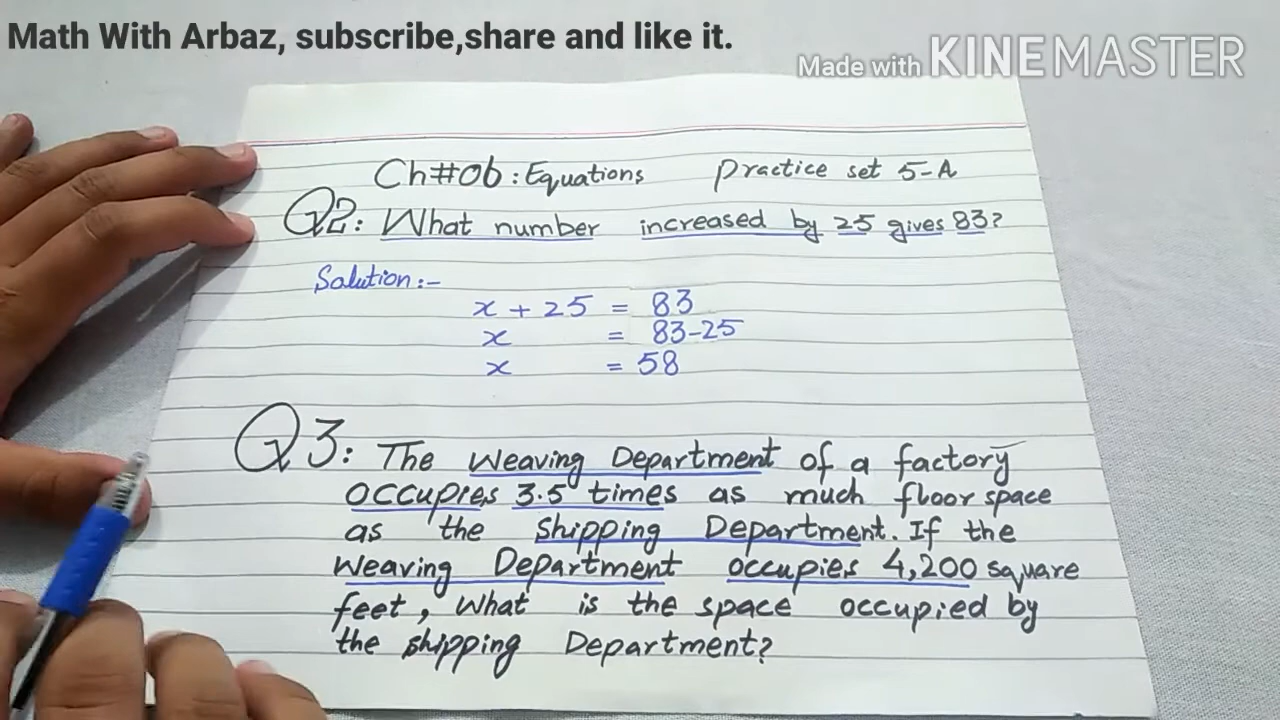 Math With Arbaz, subscribe,share and like it.
Made with KINEMASTER
Ch#06: Equations Practice set 5-A
Q2: What number increased by 25 gives 83?
Solution:-
x + 25 = 83
x = 83-25
x = 58
Q3: The Weaving Department of a factory
occupies 3.5 times as much floor space
as the Shipping Department. If the
Weaving Department occupies 4,200 square
feet, What is the space occupied by
the shipping Department?